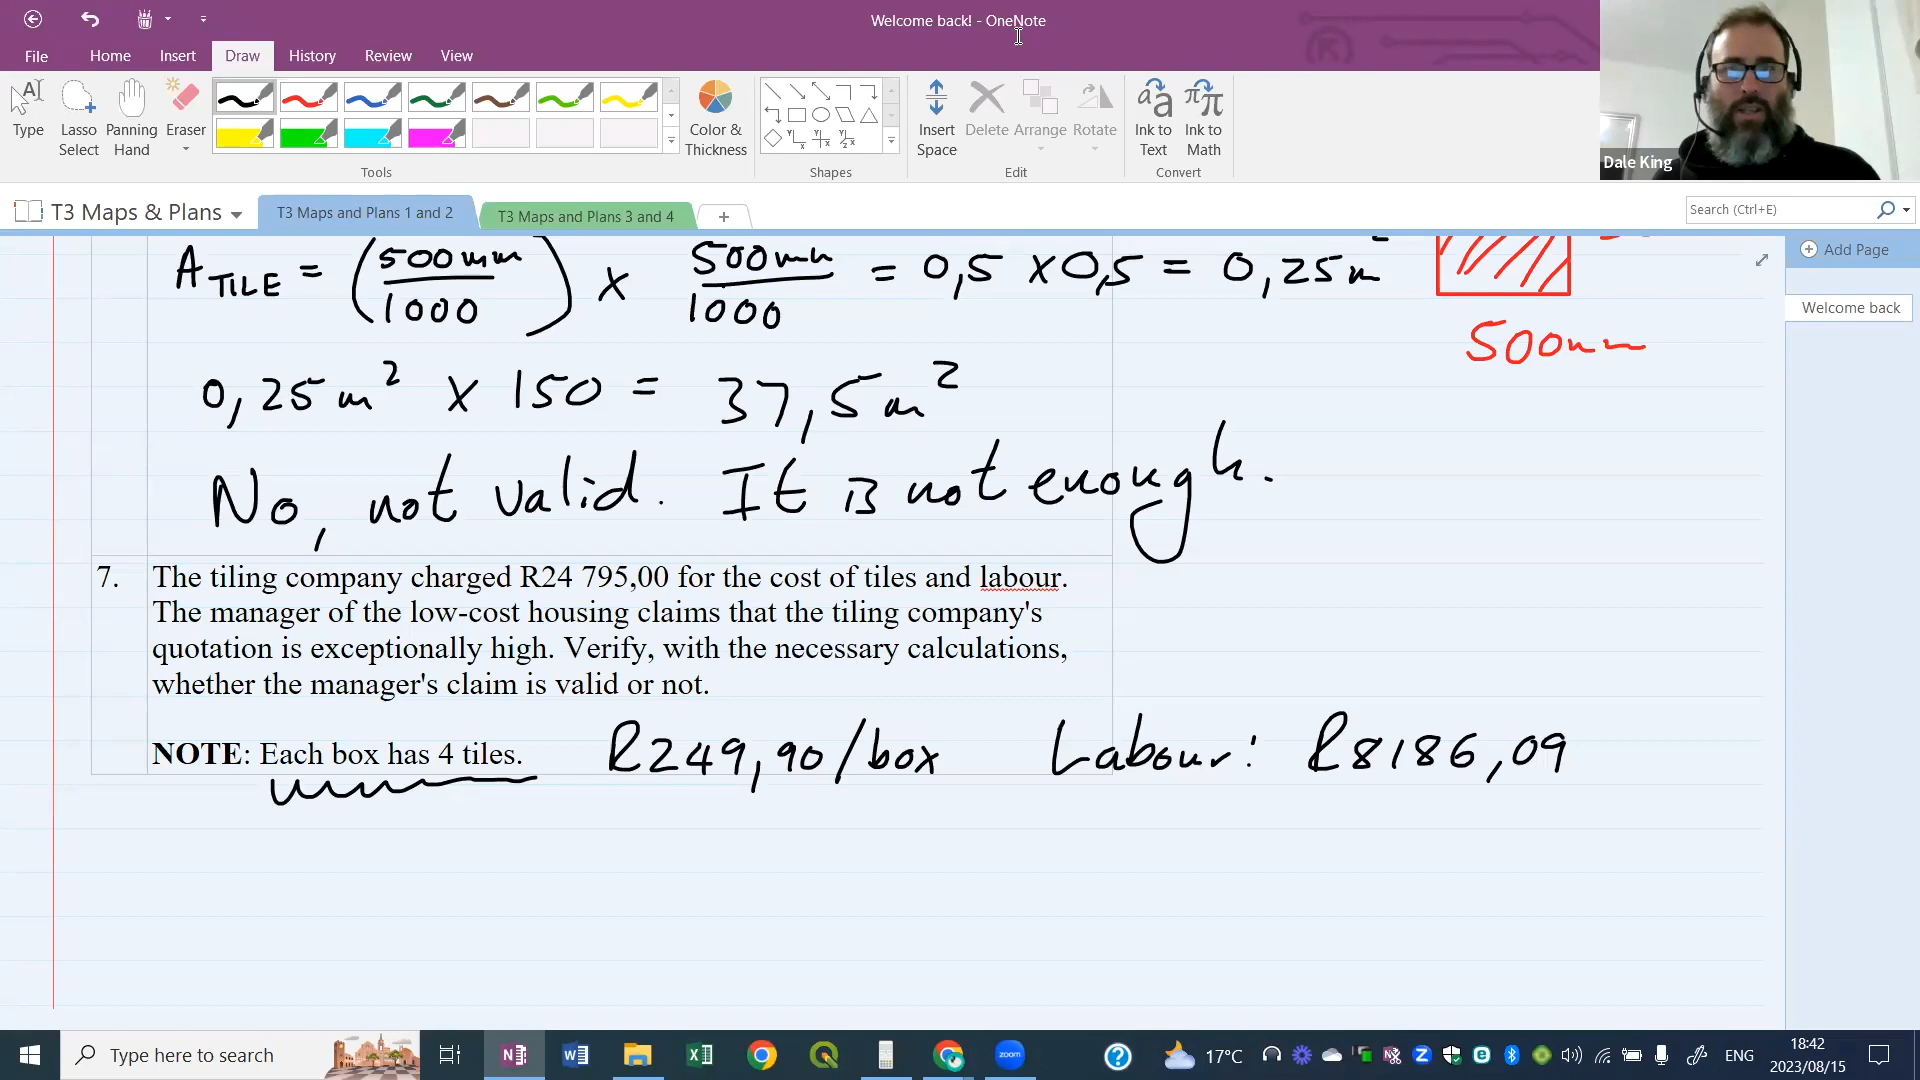 Welcome back! - OneNote
File Home Insert Draw History Review View
Type
Lasso Select
Panning Hand
Eraser
Color & Thickness
Insert Space
Delete
Arrange
Rotate
Ink to Text
Ink to Math
Tools
Shapes
Edit
Convert
Dale King
T3 Maps & Plans
T3 Maps and Plans 1 and 2
T3 Maps and Plans 3 and 4
Search (Ctrl+E)
Add Page
Welcome back
A TILE = (500mm/1000) × 500mm/1000 = 0,5 × 0,5 = 0,25m²
500mm
0,25m² × 150 = 37,5m²
No, not valid. It is not enough.
7. The tiling company charged R24 795,00 for the cost of tiles and labour.
The manager of the low-cost housing claims that the tiling company's
quotation is exceptionally high. Verify, with the necessary calculations,
whether the manager's claim is valid or not.
NOTE: Each box has 4 tiles. R249,90/box Labour: R8186,09
Type here to search
zoom
17°C
ENG
18:42
2023/08/15